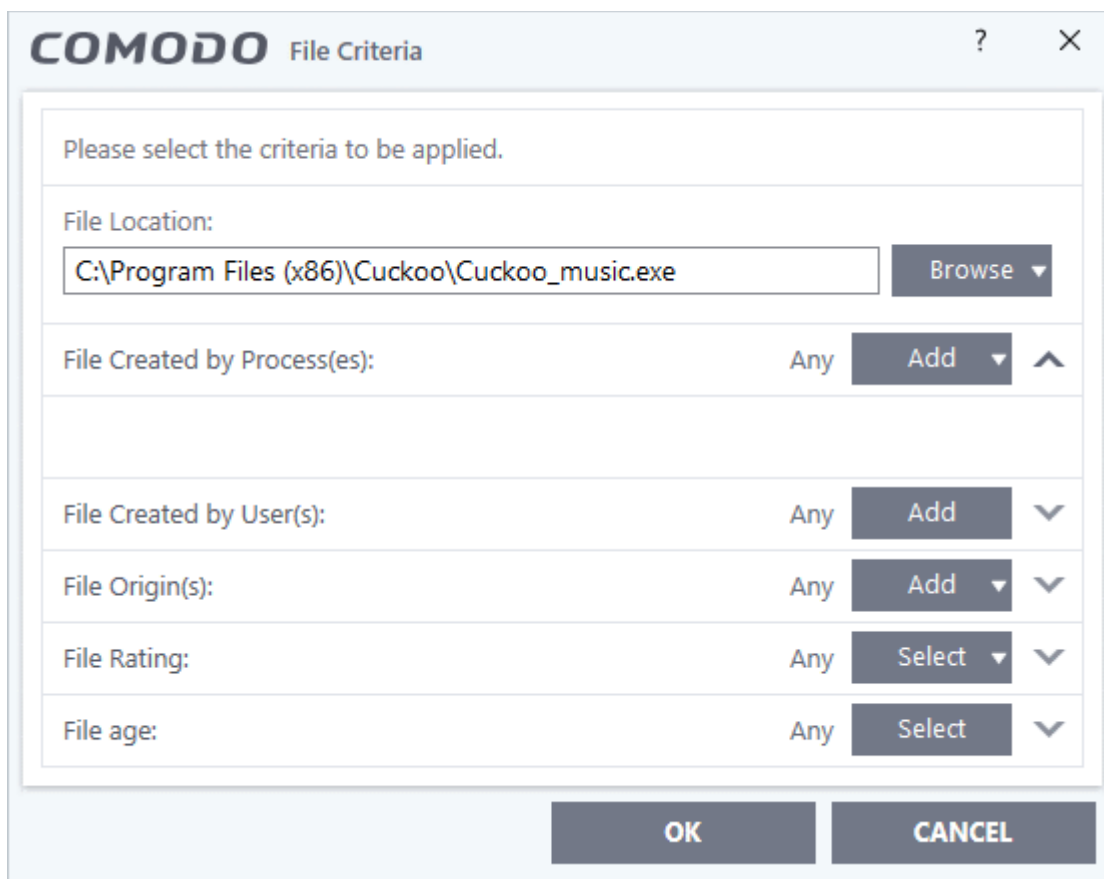 COMODO File Criteria ?
Please select the criteria to be applied.
File Location:
C:\Program Files (x86)\Cuckoo\Cuckoo_music.exe Browse
File Created by Process(es): Any Add
File Created by User(s): Any Add
File Origin(s): Any Add
File Rating: Any Select
File age: Any Select
OK CANCEL